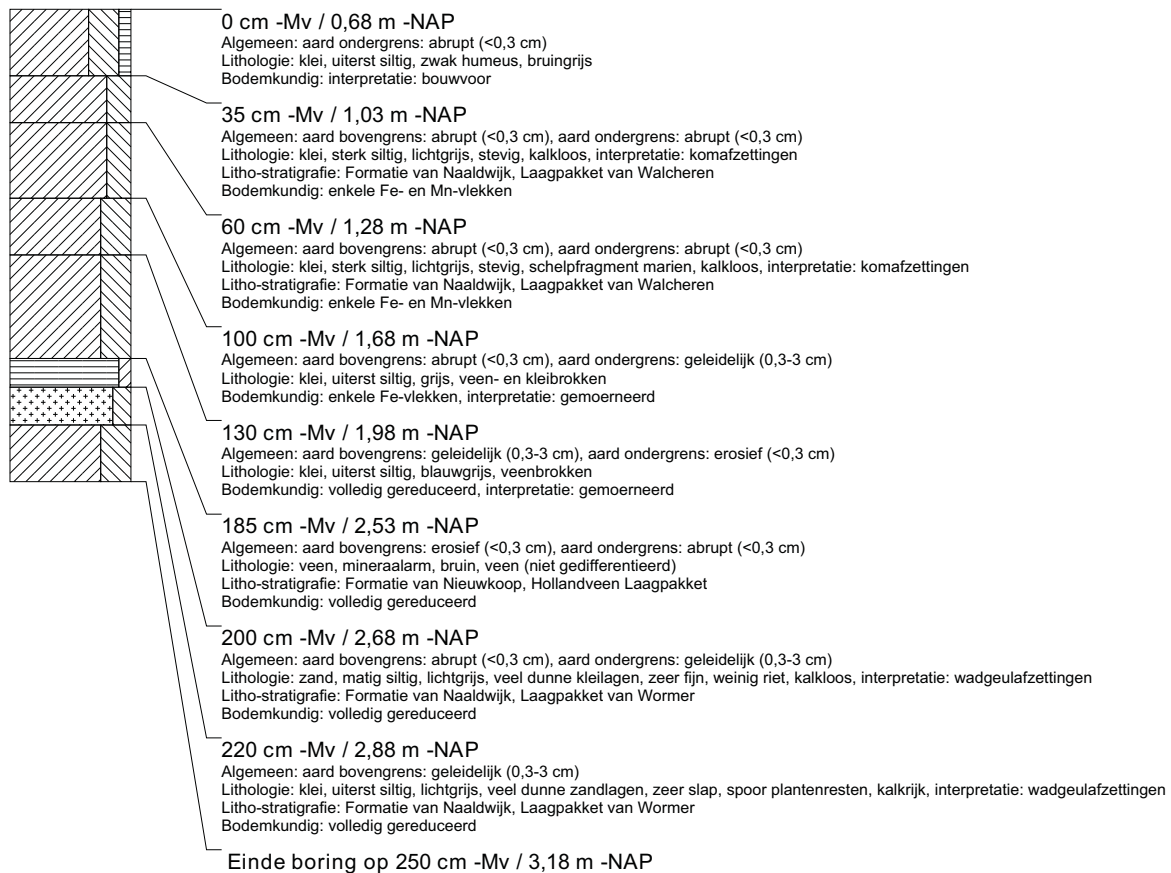 0 cm -Mv / 0,68 m -NAP
Algemeen: aard ondergrens: abrupt (<0,3 cm)
Lithologie: klei, uiterst siltig, zwak humeus, bruingrijs
Bodemkundig: interpretatie: bouwvoor
35 cm -Mv / 1,03 m -NAP
Algemeen: aard bovengrens: abrupt (<0,3 cm), aard ondergrens: abrupt (<0,3 cm)
Lithologie: klei, sterk siltig, lichtgrijs, stevig, kalkloos, interpretatie: komafzettingen
Litho-stratigrafie: Formatie van Naaldwijk, Laagpakket van Walcheren
Bodemkundig: enkele Fe- en Mn-vlekken
60 cm -Mv / 1,28 m -NAP
Algemeen: aard bovengrens: abrupt (<0,3 cm), aard ondergrens: abrupt (<0,3 cm)
Lithologie: klei, sterk siltig, lichtgrijs, stevig, schelpfragment marien, kalkloos, interpretatie: komafzettingen
Litho-stratigrafie: Formatie van Naaldwijk, Laagpakket van Walcheren
Bodemkundig: enkele Fe- en Mn-vlekken
100 cm -Mv / 1,68 m -NAP
Algemeen: aard bovengrens: abrupt (<0,3 cm), aard ondergrens: geleidelijk (0,3-3 cm)
Lithologie: klei, uiterst siltig, grijs, veen- en kleibrokken
Bodemkundig: enkele Fe-vlekken, interpretatie: gemoerneerd
130 cm -Mv / 1,98 m -NAP
Algemeen: aard bovengrens: geleidelijk (0,3-3 cm), aard ondergrens: erosief (<0,3 cm)
Lithologie: klei, uiterst siltig, blauwgrijs, veenbrokken
Bodemkundig: volledig gereduceerd, interpretatie: gemoerneerd
185 cm -Mv / 2,53 m -NAP
Algemeen: aard bovengrens: erosief (<0,3 cm), aard ondergrens: abrupt (<0,3 cm)
Lithologie: veen, mineraalarm, bruin, veen (niet gedifferentieerd)
Litho-stratigrafie: Formatie van Nieuwkoop, Hollandveen Laagpakket
Bodemkundig: volledig gereduceerd
200 cm -Mv / 2,68 m -NAP
Algemeen: aard bovengrens: abrupt (<0,3 cm), aard ondergrens: geleidelijk (0,3-3 cm)
Lithologie: zand, matig siltig, lichtgrijs, veel dunne kleilagen, zeer fijn, weinig riet, kalkloos, interpretatie: wadgeulafzettingen
Litho-stratigrafie: Formatie van Naaldwijk, Laagpakket van Wormer
Bodemkundig: volledig gereduceerd
220 cm -Mv / 2,88 m -NAP
Algemeen: aard bovengrens: geleidelijk (0,3-3 cm)
Lithologie: klei, uiterst siltig, lichtgrijs, veel dunne zandlagen, zeer slap, spoor plantenresten, kalkrijk, interpretatie: wadgeulafzettingen
Litho-stratigrafie: Formatie van Naaldwijk, Laagpakket van Wormer
Bodemkundig: volledig gereduceerd
Einde boring op 250 cm -Mv / 3,18 m -NAP